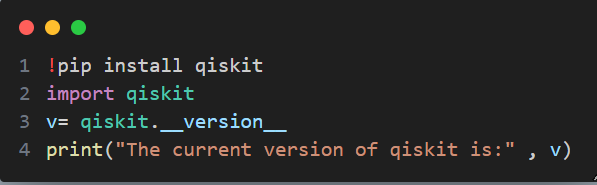 1 !pip install qiskit
2 import qiskit
3 v= qiskit.__version__
4 print("The current version of qiskit is:" , v)